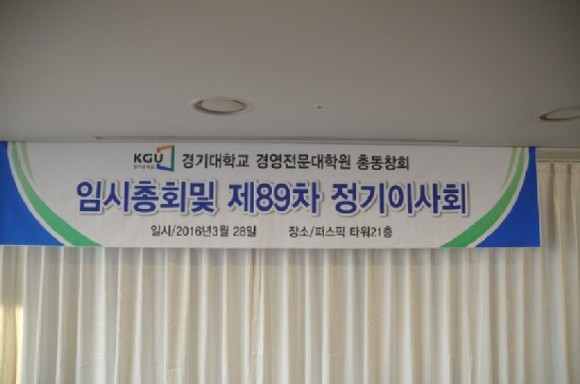 KGU 경기대학교 경영전문대학원 총동창회
임시총회및 제89차 정기이사회
일시/2016년3월 28일 장소/퍼스픽 타워21층